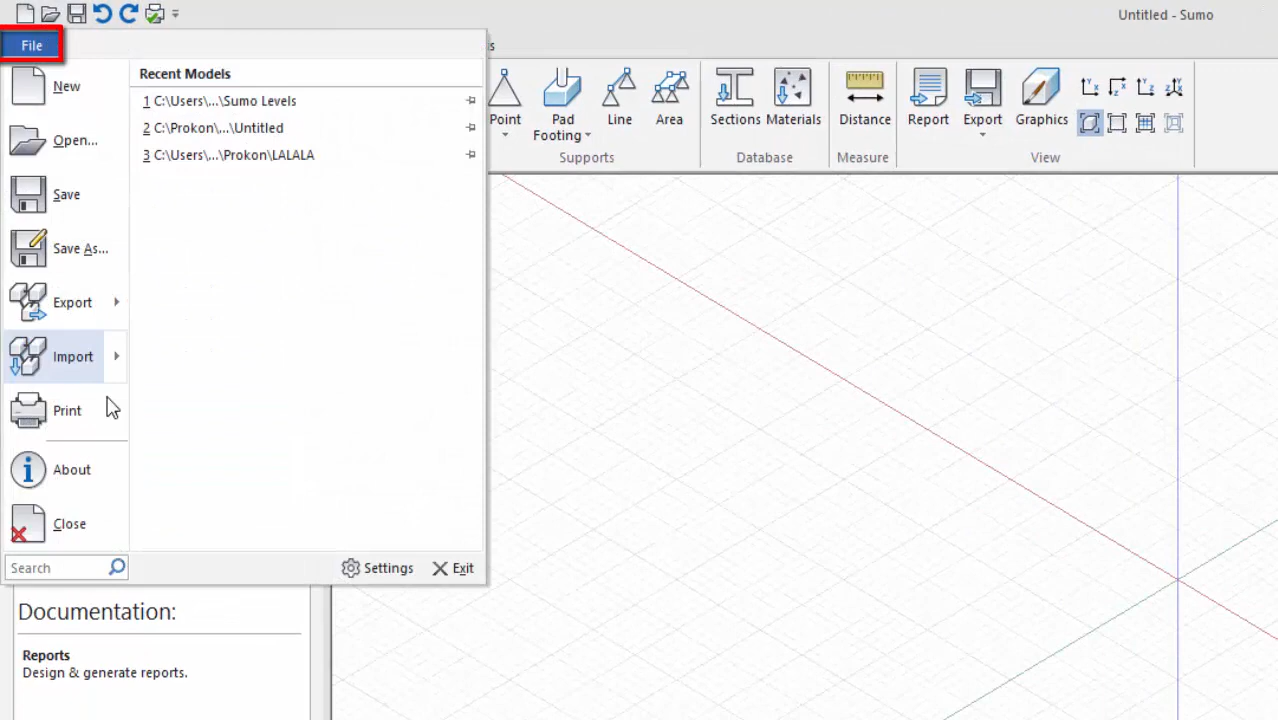 Untitled - Sumo
File
s
New
Open...
Save
Save As...
Export
Import
Print
About
Close
Search
Recent Models
1 C:\Users\...\Sumo Levels
2 C:\Prokon\...\Untitled
3 C:\Users\...\Prokon\LALALA
Settings
Exit
Point
Pad
Footing
Line
Area
Supports
Sections
Materials
Database
Distance
Measure
Report
Export
Graphics
View
Documentation:
Reports
Design & generate reports.